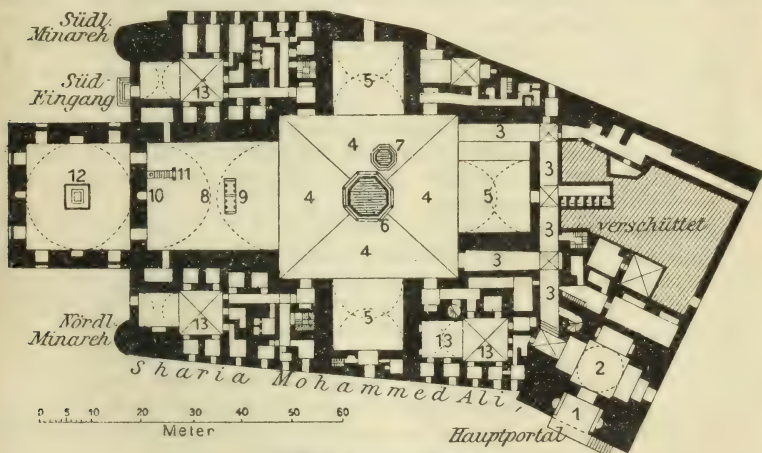 Südl.
Minareh
Süd-
Eingang
13
5
4
7
3
12
11
10
8
9
4
4
5
3
6
verschüttet
4
3
3
Nördl.
Minareh
13
5
13
13
2
1
Sharia Mohammed Ali,
0 5 10 20 30 40 50 60
Meter
Hauptportal